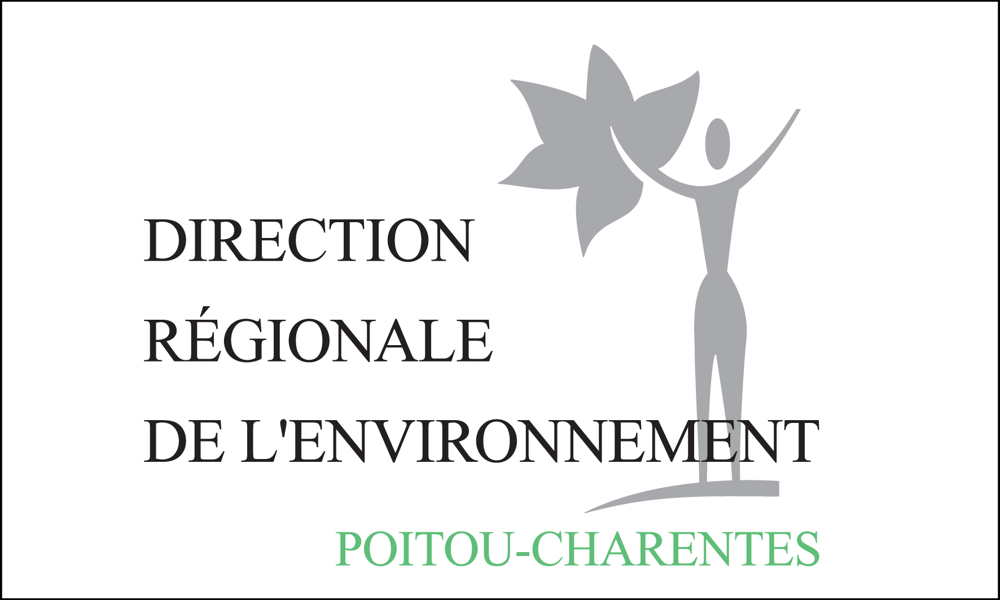 DIRECTION
RÉGIONALE
DE L'ENVIRONNEMENT
POITOU-CHARENTES